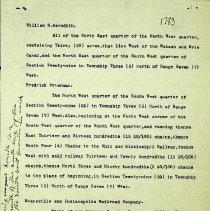 1763
William H. Meredith.
All of the North West quarter of the North West quarter,
containing Thirty (30) acres, that lies West of the Wabash and Erie
Canal, and the North West quarter of the South West quarter of
Section Twenty-nine in Township Three (3) North of Range Seven (7)
West.
Fredrick Otterman.
The North West quarter of the South West quarter of
Section Twenty-nine (29) in Township Three (3) North of Range
Seven (7) West. Also, beginning at the North West corner of the
South West quarter of the South West quarter, and running thence
East Thirteen and Sixteen hundredths (13 16/100) chains, thence
South Four (4) chains to the Ohio and Mississippi Railway, thence
West with said railway Thirteen and Twenty hundredths (13 20/100)
chains, thence North Three and Ninety hundredths (3 90/100) chains
to the place of beginning, in Section Twenty-nine (29) in Township
Three (3) North of Range Seven (7) West.
Evansville and Indianapolis Railroad Company.